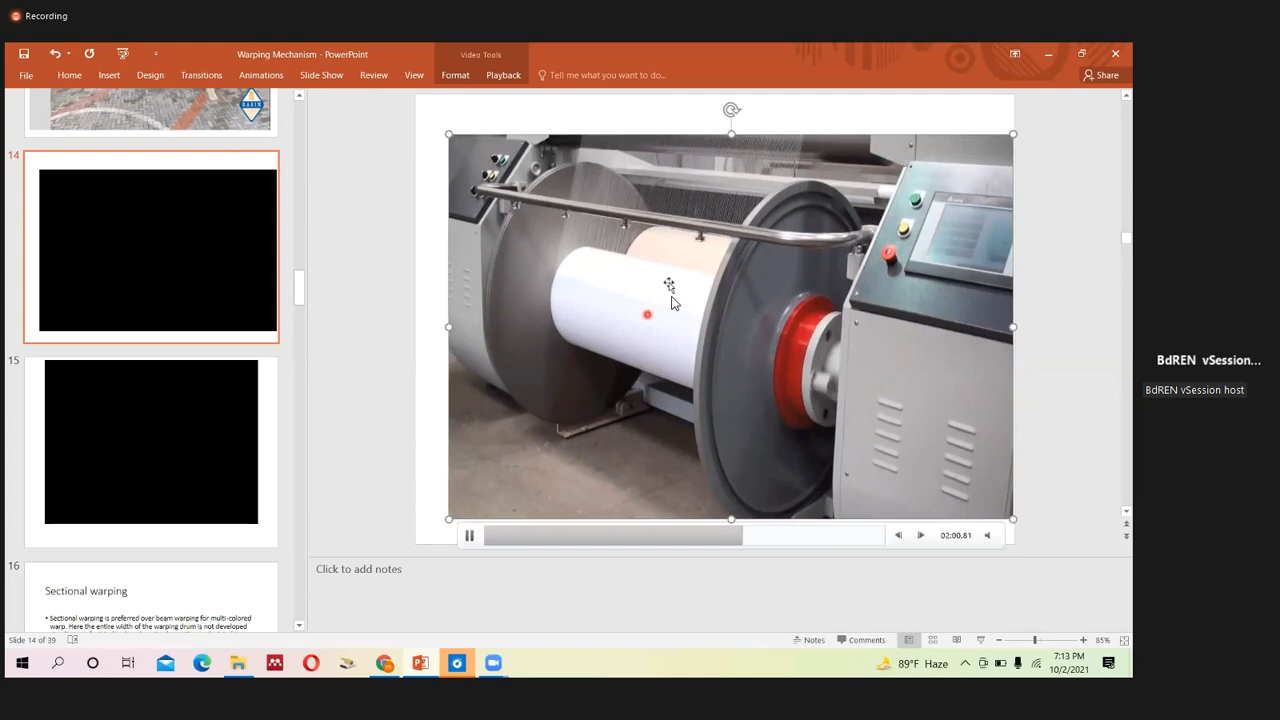 Recording
Warping Mechanism - PowerPoint
Video Tools
File Home Insert Design Transitions Animations Slide Show Review View Format Playback Tell me what you want to do... Share
14
15
16
Sectional warping
• Sectional warping is preferred over beam warping for multi-colored
warp. Here the entire width of the warping drum is not developed
02:00.81
BdREN vSession...
BdREN vSession host
Click to add notes
Slide 14 of 39
Notes Comments 85%
89°F Haze
7:13 PM
10/2/2021